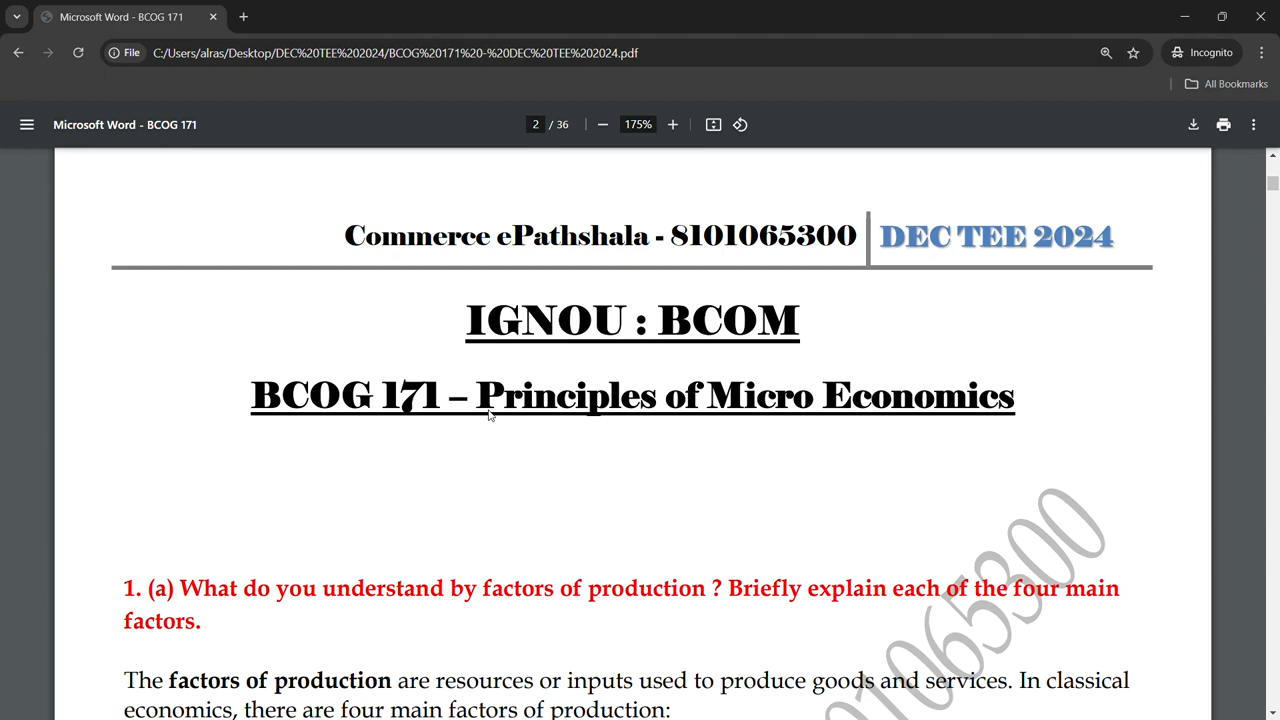 Microsoft Word - BCOG 171
File C:/Users/alras/Desktop/DEC%20TEE%202024/BCOG%20171%20-%20DEC%20TEE%202024.pdf
Incognito
All Bookmarks
Microsoft Word - BCOG 171
2 / 36
175%
Commerce ePathshala - 8101065300 DEC TEE 2024
IGNOU : BCOM
BCOG 171 – Principles of Micro Economics
1. (a) What do you understand by factors of production ? Briefly explain each of the four main
factors.
The factors of production are resources or inputs used to produce goods and services. In classical
economics, there are four main factors of production: